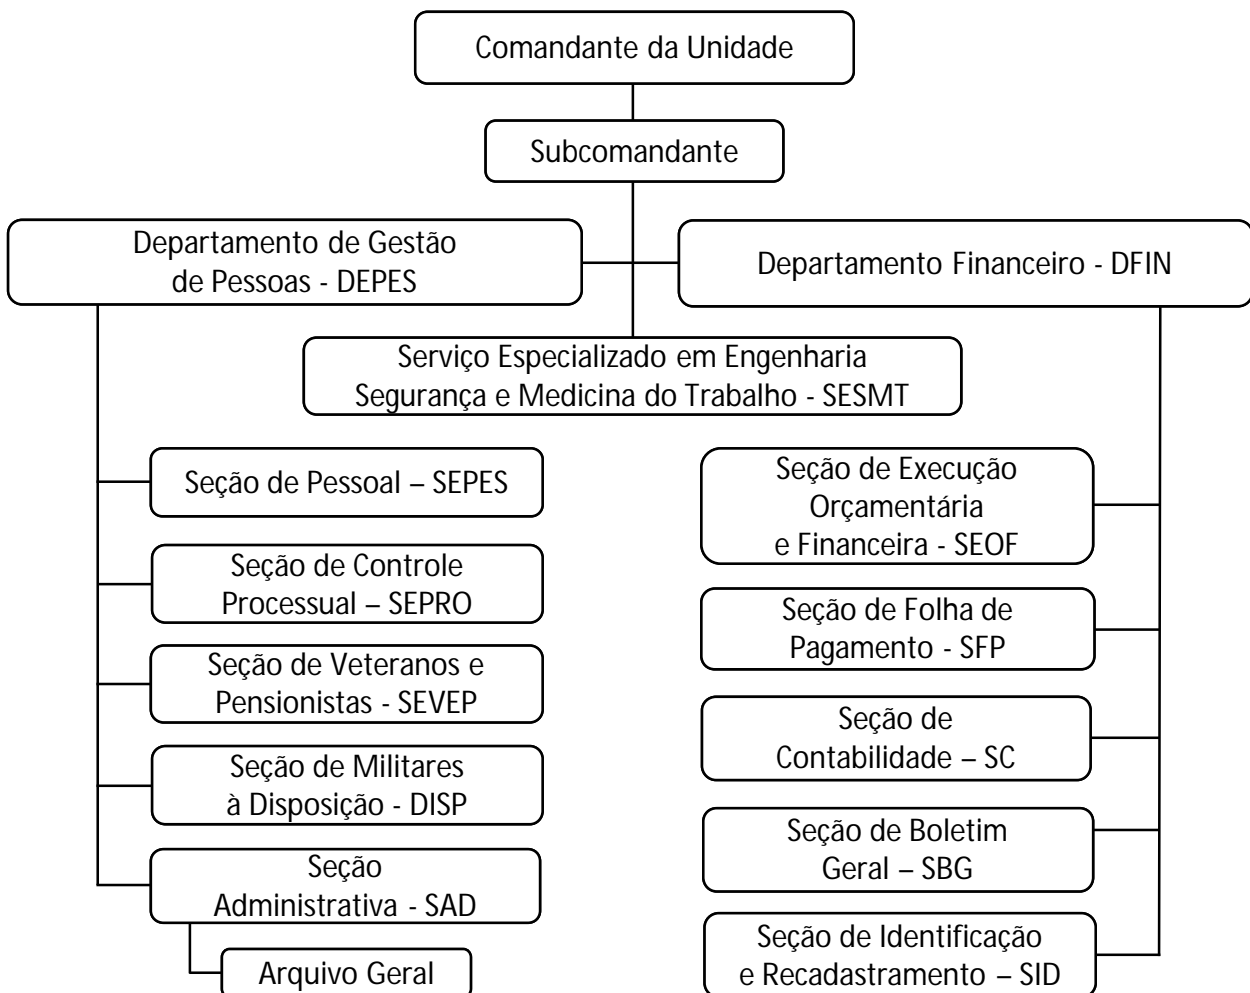 Comandante da Unidade
Subcomandante
Departamento de Gestão
de Pessoas - DEPES
Departamento Financeiro - DFIN
Serviço Especializado em Engenharia
Segurança e Medicina do Trabalho - SESMT
Seção de Pessoal – SEPES
Seção de Controle
Processual – SEPRO
Seção de Veteranos e
Pensionistas - SEVEP
Seção de Militares
à Disposição - DISP
Seção
Administrativa - SAD
Arquivo Geral
Seção de Execução
Orçamentária
e Financeira - SEOF
Seção de Folha de
Pagamento - SFP
Seção de
Contabilidade – SC
Seção de Boletim
Geral – SBG
Seção de Identificação
e Recadastramento – SID